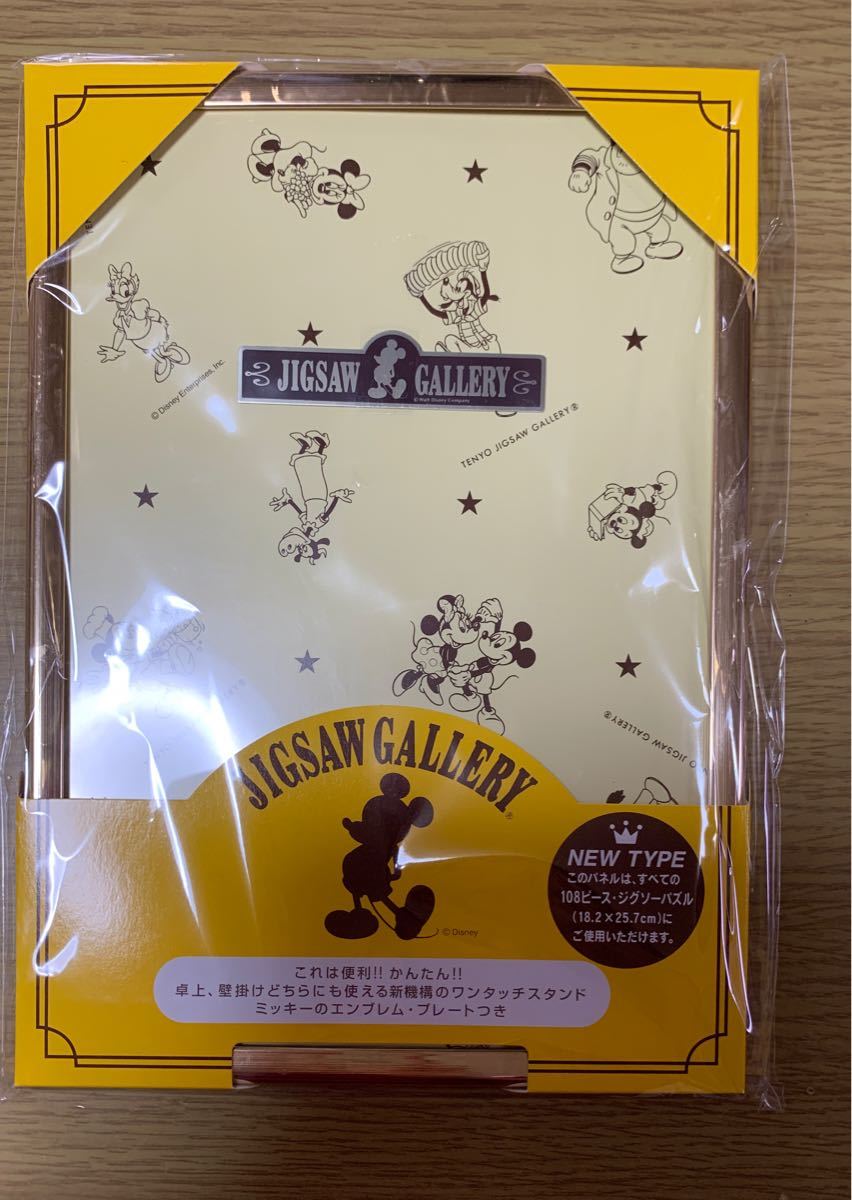 © Disney Enterprises, Inc.
JIGSAW GALLERY
© Walt Disney Company
TENYO JIGSAW GALLERY®
JIGSAW GALLERY®
JIGSAW GALLERY®
© Disney
NEW TYPE
このパネルは、すべての
108ピース・ジグソーパズル
(18.2×25.7cm)に
ご使用いただけます。
これは便利!! かんたん!!
卓上、壁掛けどちらにも使える新機構のワンタッチスタンド
ミッキーのエンブレム・プレートつき